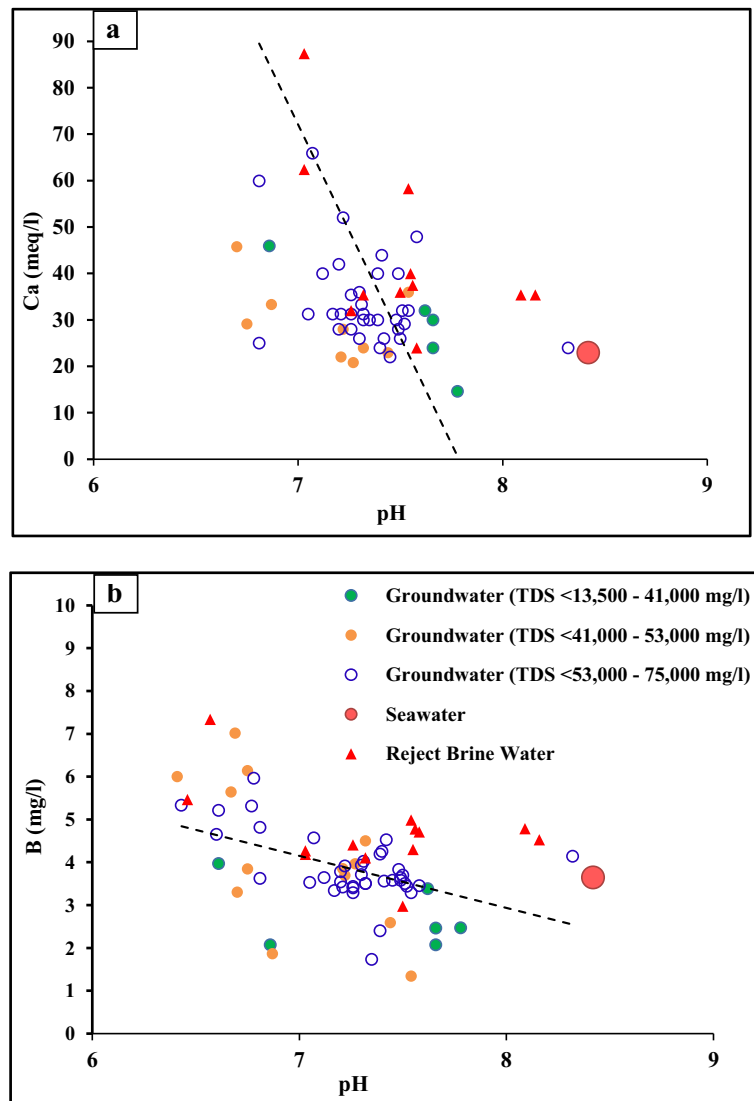 a
90
80
70
60
50
40
30
20
10
0
Ca (meq/l)
6 7 8 9
pH
b
10
9
8
7
6
5
4
3
2
1
0
B (mg/l)
Groundwater (TDS <13,500 - 41,000 mg/l)
Groundwater (TDS <41,000 - 53,000 mg/l)
Groundwater (TDS <53,000 - 75,000 mg/l)
Seawater
Reject Brine Water
6 7 8 9
pH